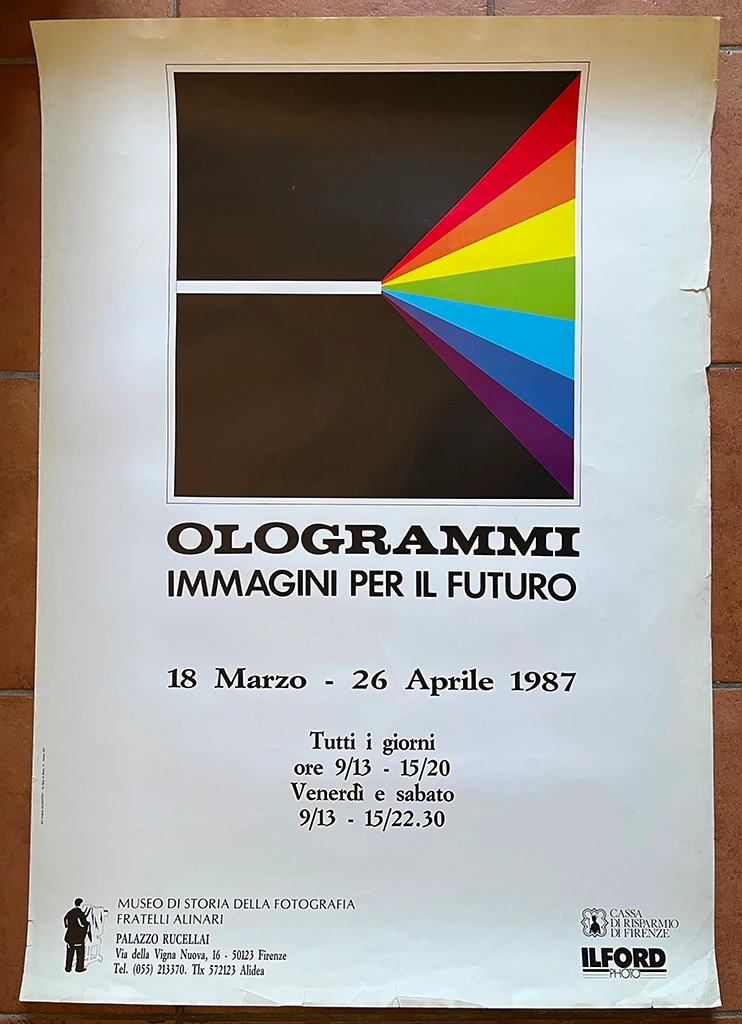 OLOGRAMMI
IMMAGINI PER IL FUTURO
18 Marzo - 26 Aprile 1987
Tutti i giorni
ore 9/13 - 15/20
Venerdì e sabato
9/13 - 15/22.30
MUSEO DI STORIA DELLA FOTOGRAFIA
FRATELLI ALINARI
PALAZZO RUCELLAI
Via della Vigna Nuova, 16 - 50123 Firenze
Tel. (055) 213370. Tlx 572123 Alidea
CASSA
DI RISPARMIO
DI FIRENZE
ILFORD
PHOTO